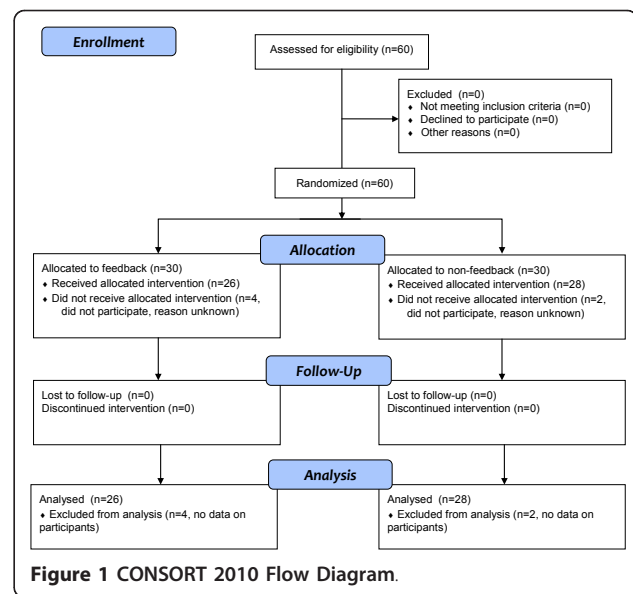 Enrollment
Assessed for eligibility (n=60)
Excluded (n=0)
♦ Not meeting inclusion criteria (n=0)
♦ Declined to participate (n=0)
♦ Other reasons (n=0)
Randomized (n=60)
Allocation
Allocated to feedback (n=30)
♦ Received allocated intervention (n=26)
♦ Did not receive allocated intervention (n=4,
did not participate, reason unknown)
Allocated to non-feedback (n=30)
♦ Received allocated intervention (n=28)
♦ Did not receive allocated intervention (n=2,
did not participate, reason unknown)
Follow-Up
Lost to follow-up (n=0)
Discontinued intervention (n=0)
Lost to follow-up (n=0)
Discontinued intervention (n=0)
Analysis
Analysed (n=26)
♦ Excluded from analysis (n=4, no data on
participants)
Analysed (n=28)
♦ Excluded from analysis (n=2, no data on
participants)
Figure 1 CONSORT 2010 Flow Diagram.